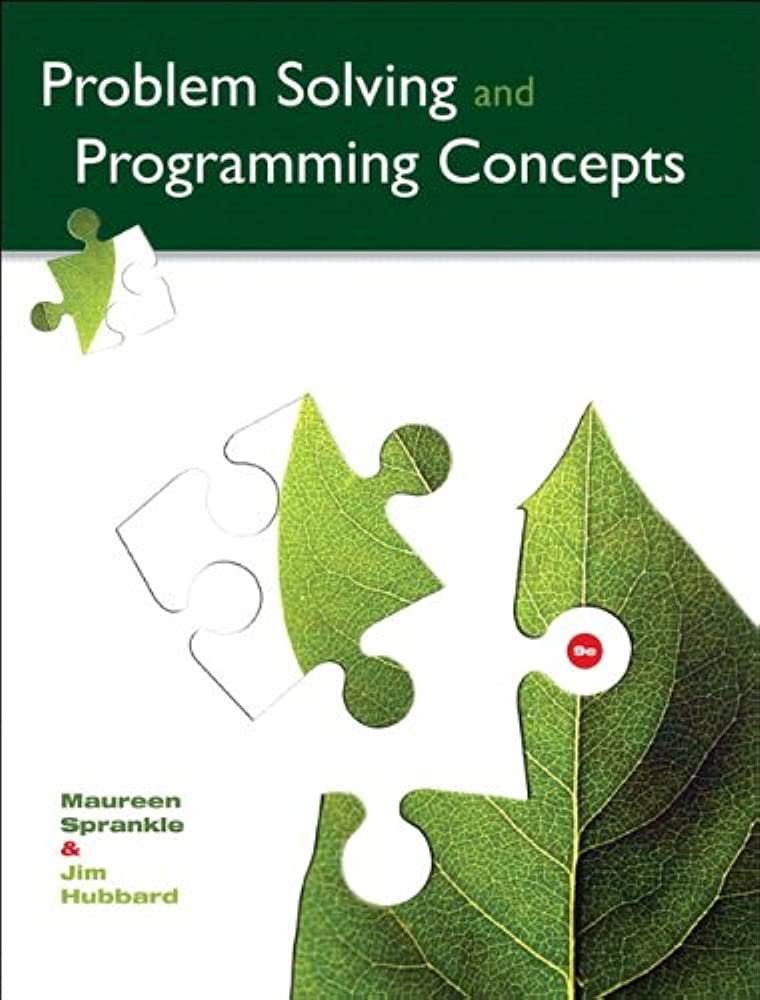 Problem Solving and
Programming Concepts
9e
Maureen
Sprankle
&
Jim
Hubbard